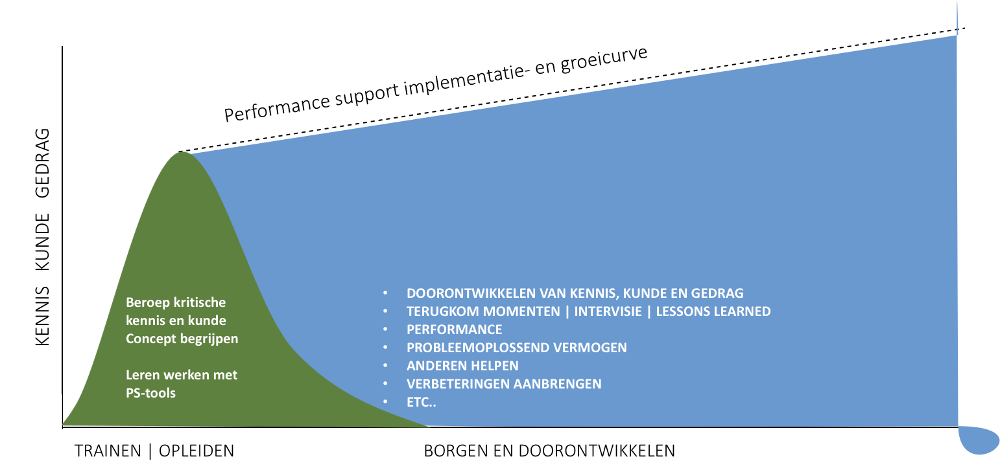 Performance support implementatie- en groeicurve
KENNIS KUNDE GEDRAG
Beroep kritische
kennis en kunde
Concept begrijpen
Leren werken met
PS-tools
• DOORONTWIKKELEN VAN KENNIS, KUNDE EN GEDRAG
• TERUGKOM MOMENTEN | INTERVISIE | LESSONS LEARNED
• PERFORMANCE
• PROBLEEMOPLOSSEND VERMOGEN
• ANDEREN HELPEN
• VERBETERINGEN AANBRENGEN
• ETC..
TRAINEN | OPLEIDEN
BORGEN EN DOORONTWIKKELEN